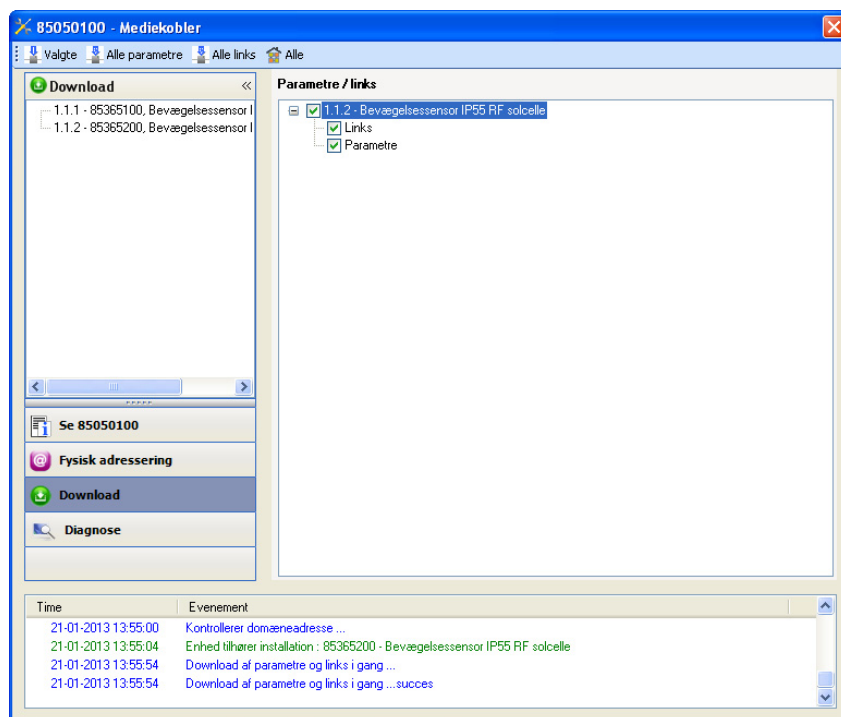 85050100 - Mediekobler
Valgte Alle parametre Alle links Alle
Download «
1.1.1 - 85365100, Bevægelsessensor I
1.1.2 - 85365200, Bevægelsessensor I
Parametre / links
1.1.2 - Bevægelsessensor IP55 RF solcelle
Links
Parametre
Se 85050100
Fysisk adressering
Download
Diagnose
Time Evenement
21-01-2013 13:55:00 Kontrollerer domæneadresse ...
21-01-2013 13:55:04 Enhed tilhører installation : 85365200 - Bevægelsessensor IP55 RF solcelle
21-01-2013 13:55:54 Download af parametre og links i gang ...
21-01-2013 13:55:54 Download af parametre og links i gang ...succes